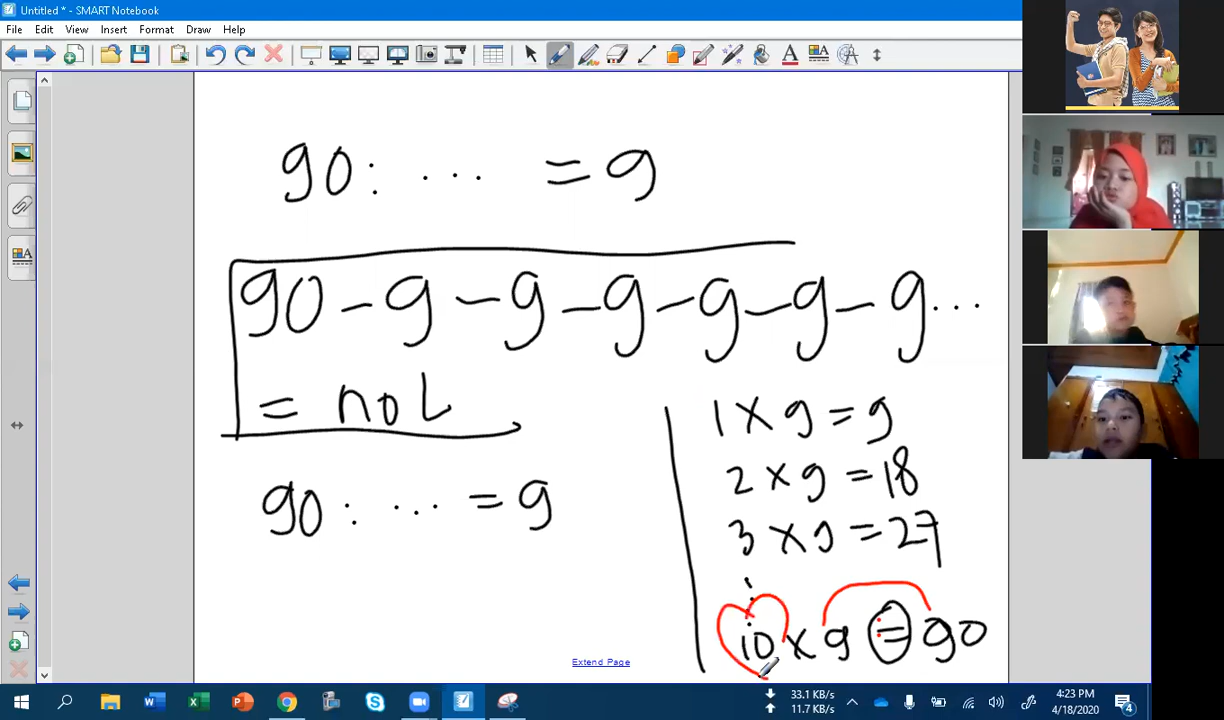 Untitled * - SMART Notebook
File Edit View Insert Format Draw Help
90 : ... = 9
90 - 9 - 9 - 9 - 9 - 9 - 9 ...
= nol
90 : ... = 9
1 x 9 = 9
2 x 9 = 18
3 x 9 = 27
10 x 9 = 90
Extend Page
33.1 KB/s
11.7 KB/s
4:23 PM
4/18/2020
4